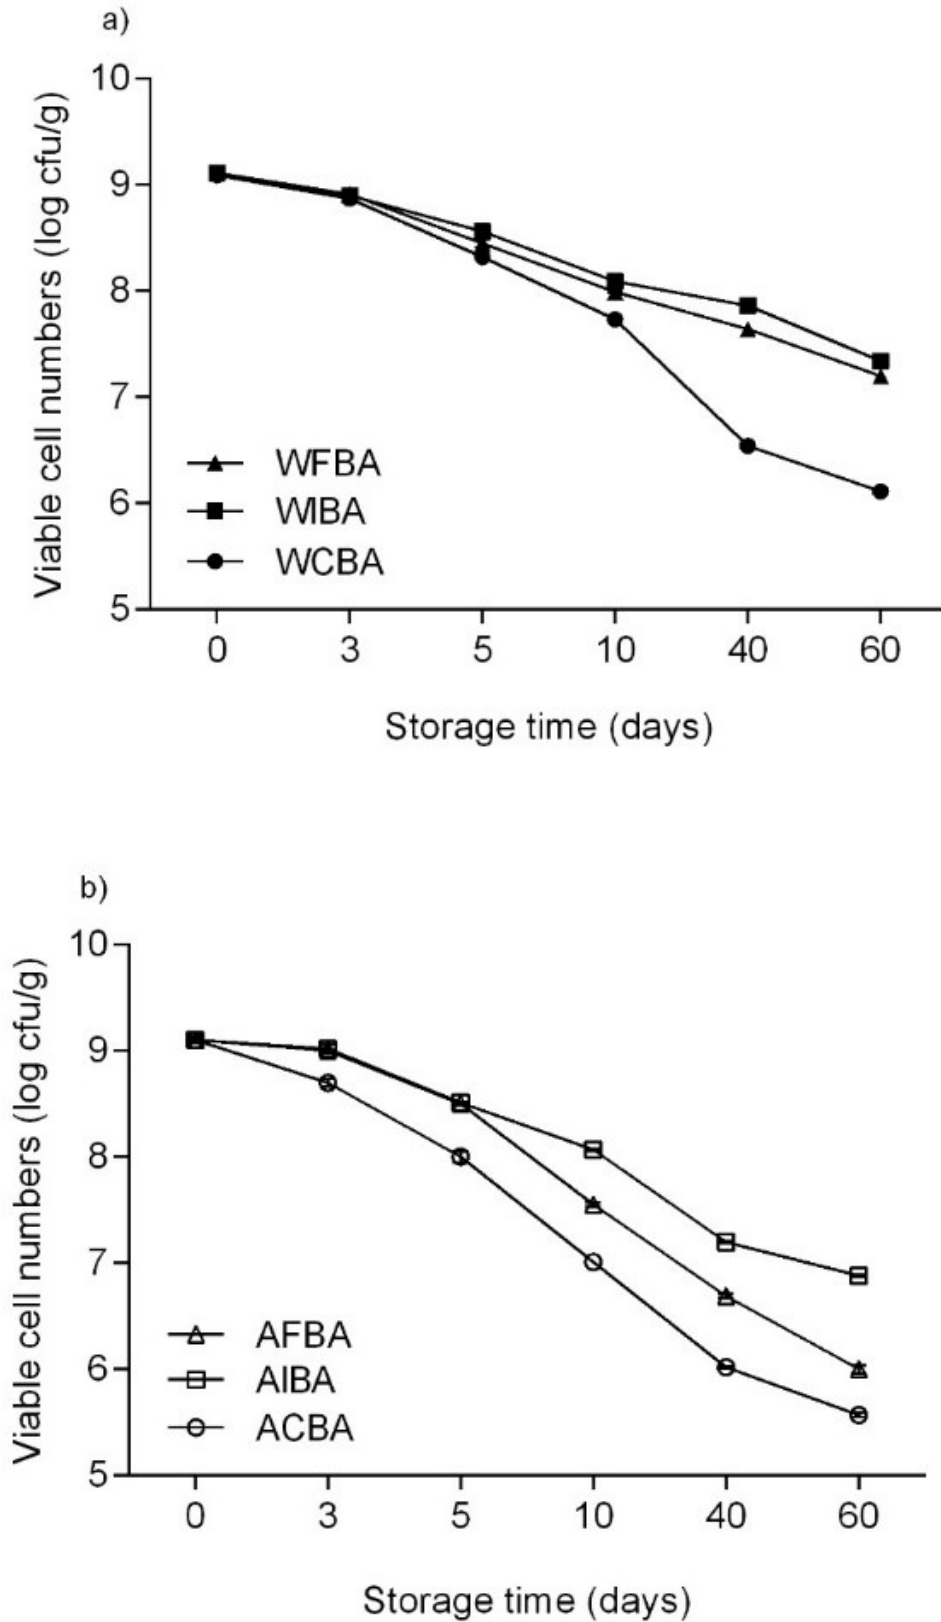 a)
10
9
8
7
6
5
Viable cell numbers (log cfu/g)
WFBA
WIBA
WCBA
0 3 5 10 40 60
Storage time (days)
b)
10
9
8
7
6
5
Viable cell numbers (log cfu/g)
AFBA
AIBA
ACBA
0 3 5 10 40 60
Storage time (days)